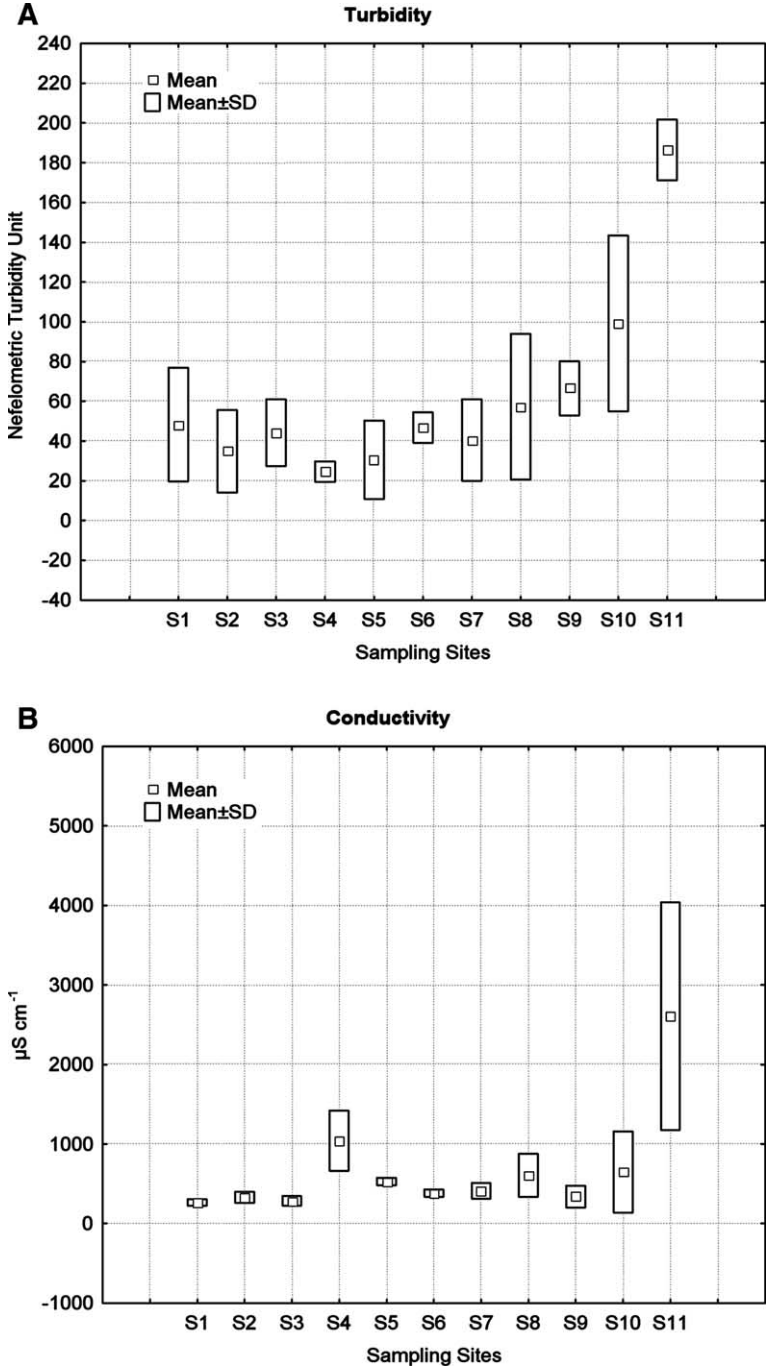 A
Turbidity
240
220
200
180
160
140
120
100
80
60
40
20
0
-20
-40
Nefelometric Turbidity Unit
Mean
Mean±SD
S1 S2 S3 S4 S5 S6 S7 S8 S9 S10 S11
Sampling Sites
B
Conductivity
6000
5000
4000
3000
2000
1000
0
-1000
µS cm⁻¹
Mean
Mean±SD
S1 S2 S3 S4 S5 S6 S7 S8 S9 S10 S11
Sampling Sites